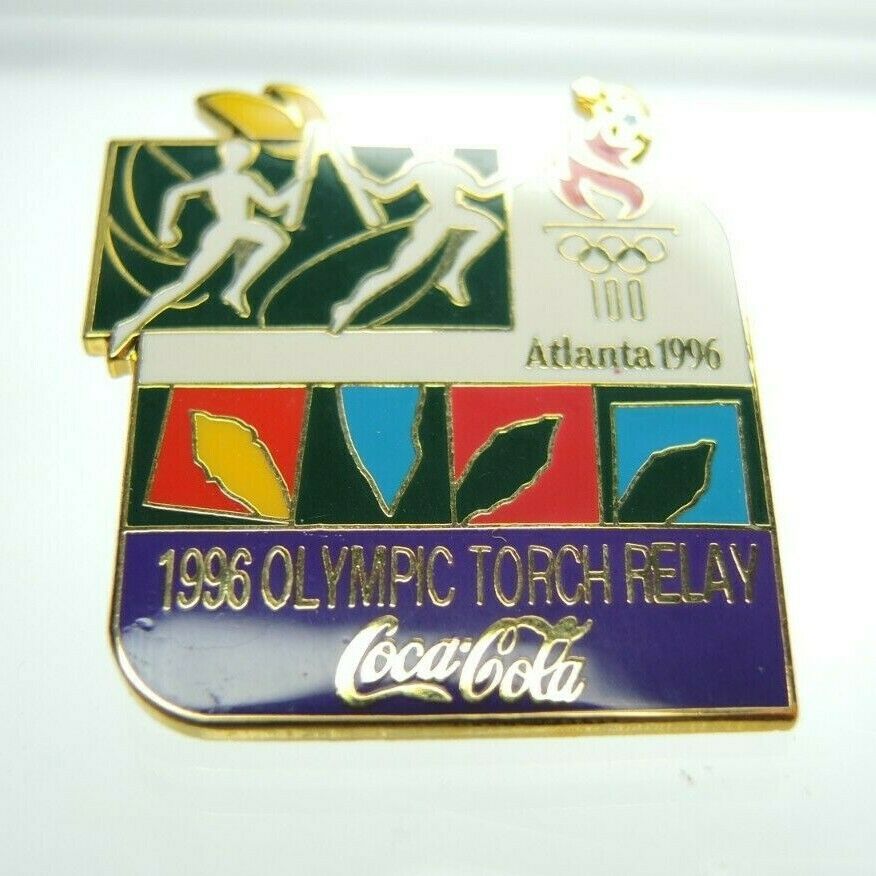 100
Atlanta 1996
1996 OLYMPIC TORCH RELAY
Coca-Cola